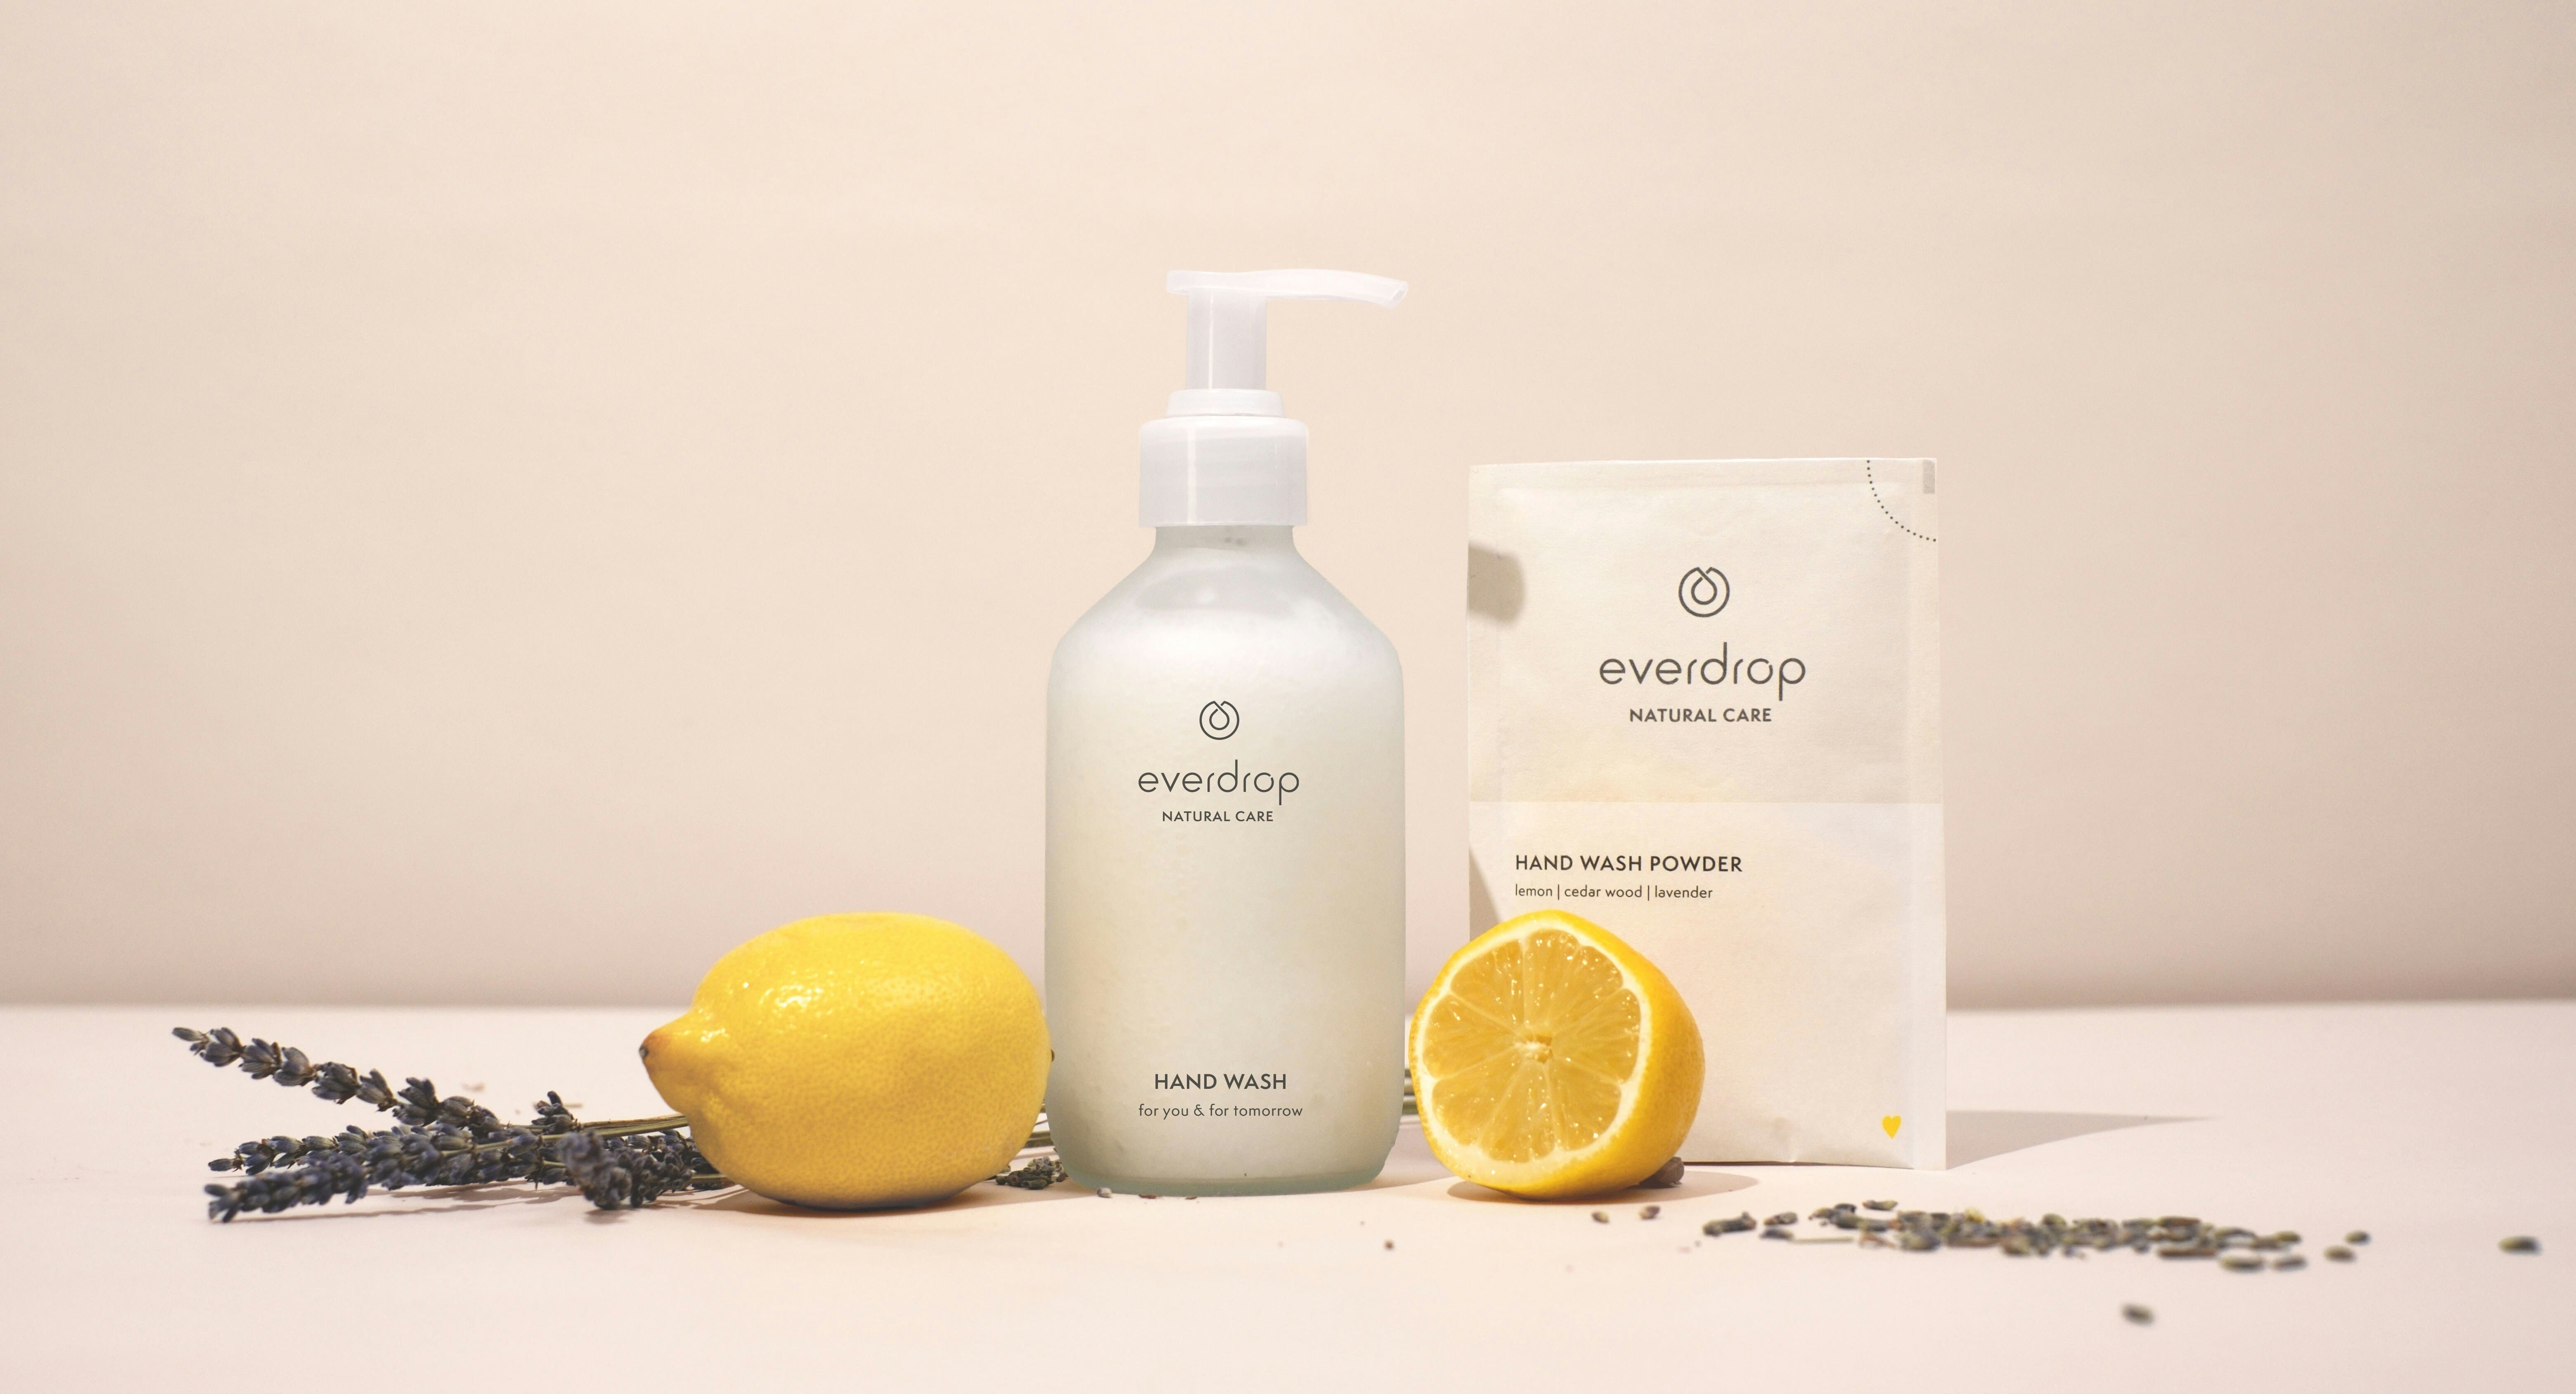 everdrop
NATURAL CARE
HAND WASH
for you & for tomorrow
everdrop
NATURAL CARE
HAND WASH POWDER
lemon | cedar wood | lavender